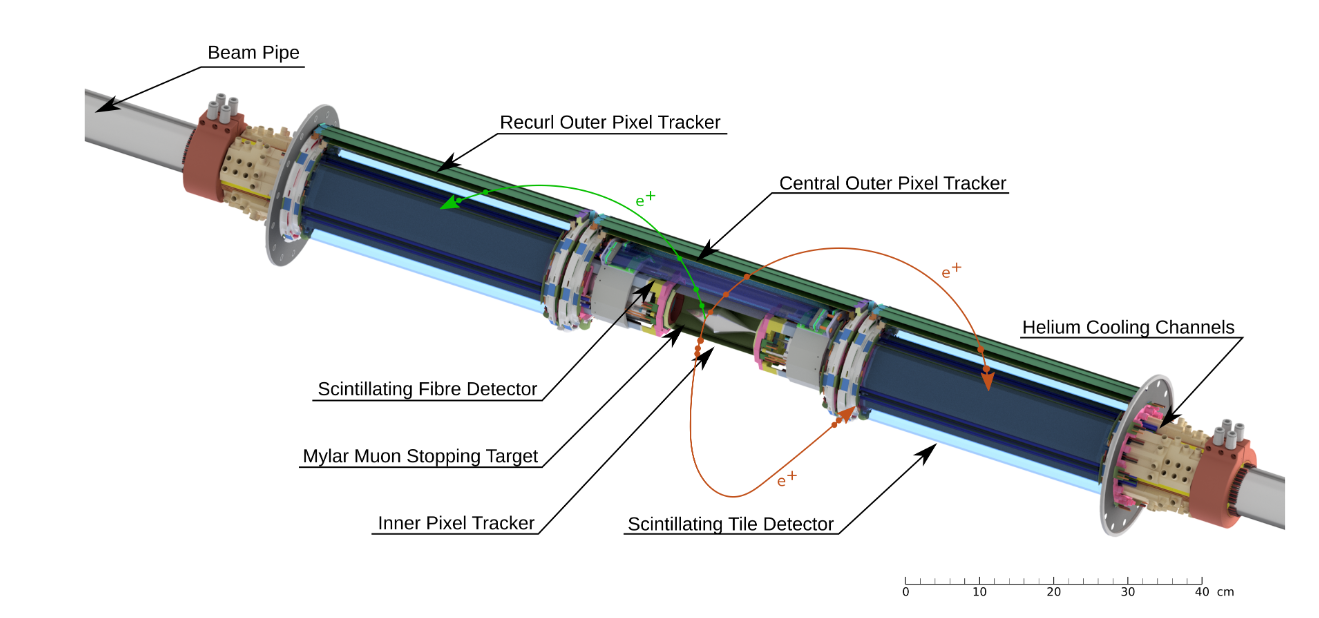 Beam Pipe
Recurl Outer Pixel Tracker
Central Outer Pixel Tracker
e+
e+
Helium Cooling Channels
Scintillating Fibre Detector
Mylar Muon Stopping Target
e+
Inner Pixel Tracker
Scintillating Tile Detector
0 10 20 30 40 cm